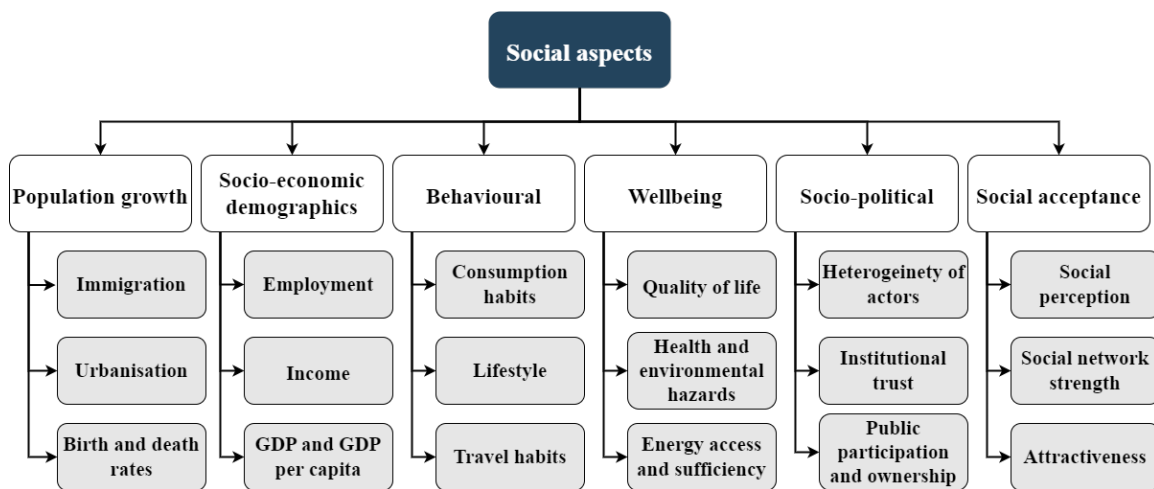 Social aspects
Population growth
Socio-economic
demographics
Behavioural
Wellbeing
Socio-political
Social acceptance
Immigration
Urbanisation
Birth and death
rates
Employment
Income
GDP and GDP
per capita
Consumption
habits
Lifestyle
Travel habits
Quality of life
Health and
environmental
hazards
Energy access
and sufficiency
Heterogeinety of
actors
Institutional
trust
Public
participation
and ownership
Social
perception
Social network
strength
Attractiveness